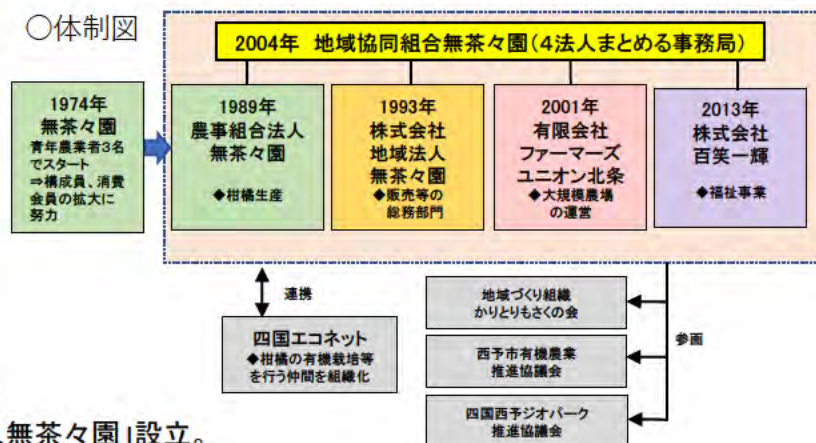 ○体制図
2004年 地域協同組合無茶々園(4法人まとめる事務局)
1974年
無茶々園
青年農業者3名
でスタート
⇒構成員、消費
会員の拡大に
努力
1989年
農事組合法人
無茶々園
◆柑橘生産
1993年
株式会社
地域法人
無茶々園
◆販売等の
総務部門
2001年
有限会社
ファーマーズ
ユニオン北条
◆大規模農場
の運営
2013年
株式会社
百笑一輝
◆福祉事業
連携
四国エコネット
◆柑橘の有機栽培等
を行う仲間を組織化
地域づくり組織
かりとりもさくの会
西予市有機農業
推進協議会
四国西予ジオパーク
推進協議会
参画
無茶々園」設立。